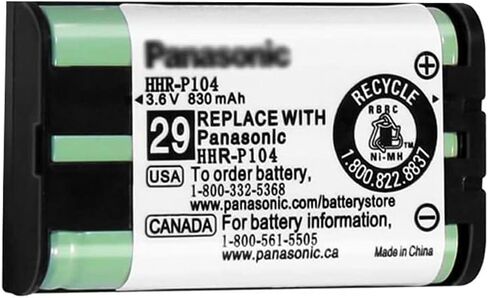 Panasonic
HHR-P104
3.6 V 830 mAh
29
REPLACE WITH
Panasonic
HHR-P104
USA
To order battery,
1-800-332-5368
www.panasonic.com/batterystore
CANADA
For battery information,
1-800-561-5505
www.panasonic.ca
+
RECYCLE
RBRC
Ni-MH
1.800.822.8837
−
Made in China